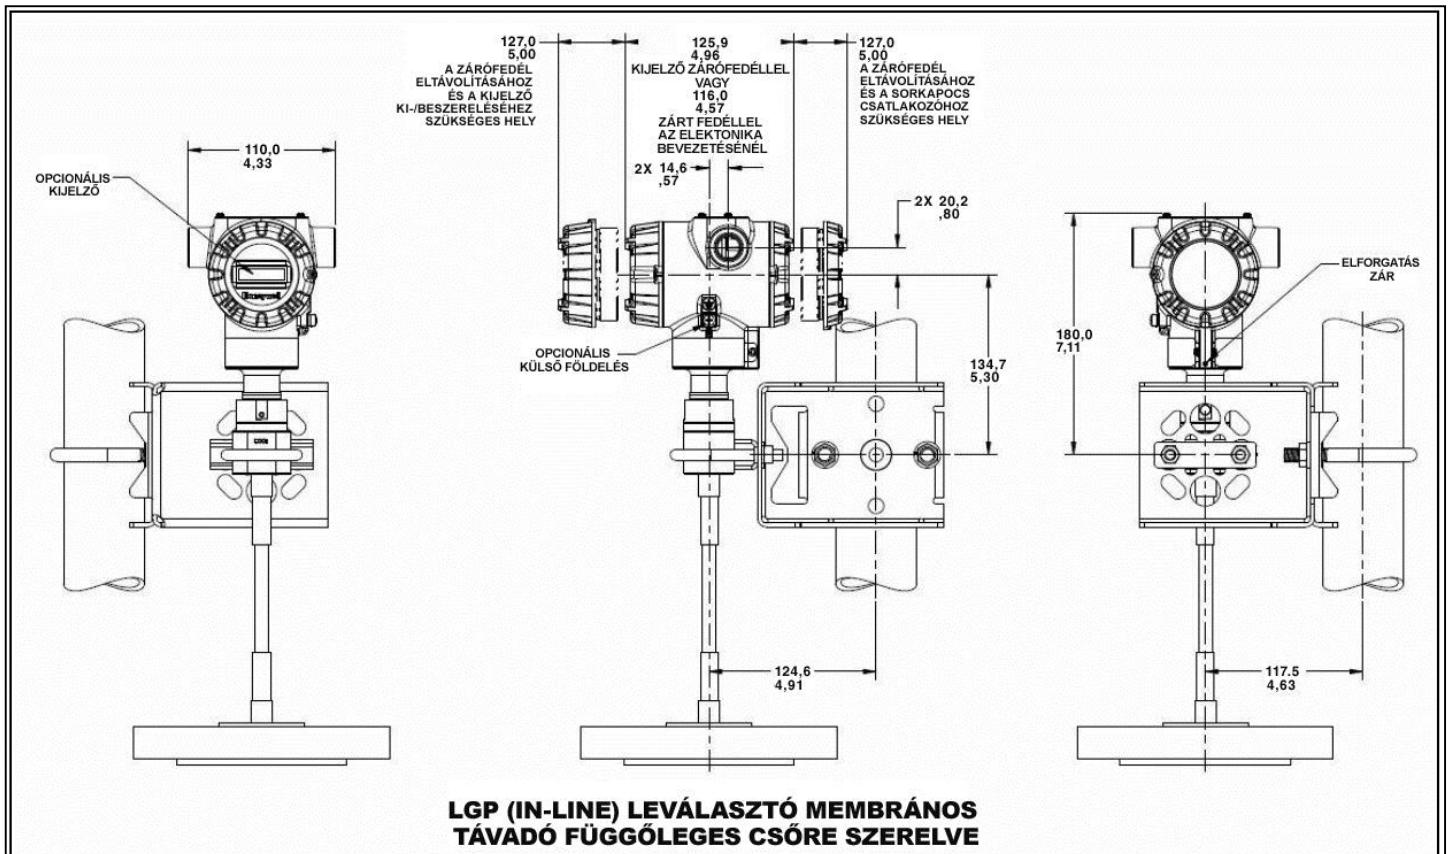 127,0
5,00
A ZÁRÓFEDÉL
ELTÁVOLÍTÁSÁHOZ
ÉS A KIJELZŐ
KI-/BESZERELÉSÉHEZ
SZÜKSÉGES HELY
125,9
4,96
KIJELZŐ ZÁRÓFEDÉLLEL
VAGY
116,0
4,57
ZÁRT FEDÉLLEL
AZ ELEKTONIKA
BEVEZETÉSÉNÉL
127,0
5,00
A ZÁRÓFEDÉL
ELTÁVOLÍTÁSÁHOZ
ÉS A SORKAPOCS
CSATLAKOZÓHOZ
SZÜKSÉGES HELY
110,0
4,33
OPCIONÁLIS
KIJELZŐ
Honeywell
2X 14,6
,57
2X 20,2
,80
ELFORGATÁS
ZÁR
OPCIONÁLIS
KÜLSŐ FÖLDELÉS
134,7
5,30
180,0
7,11
124,6
4,91
117.5
4,63
LGP (IN-LINE) LEVÁLASZTÓ MEMBRÁNOS
TÁVADÓ FÜGGŐLEGES CSŐRE SZERELVE